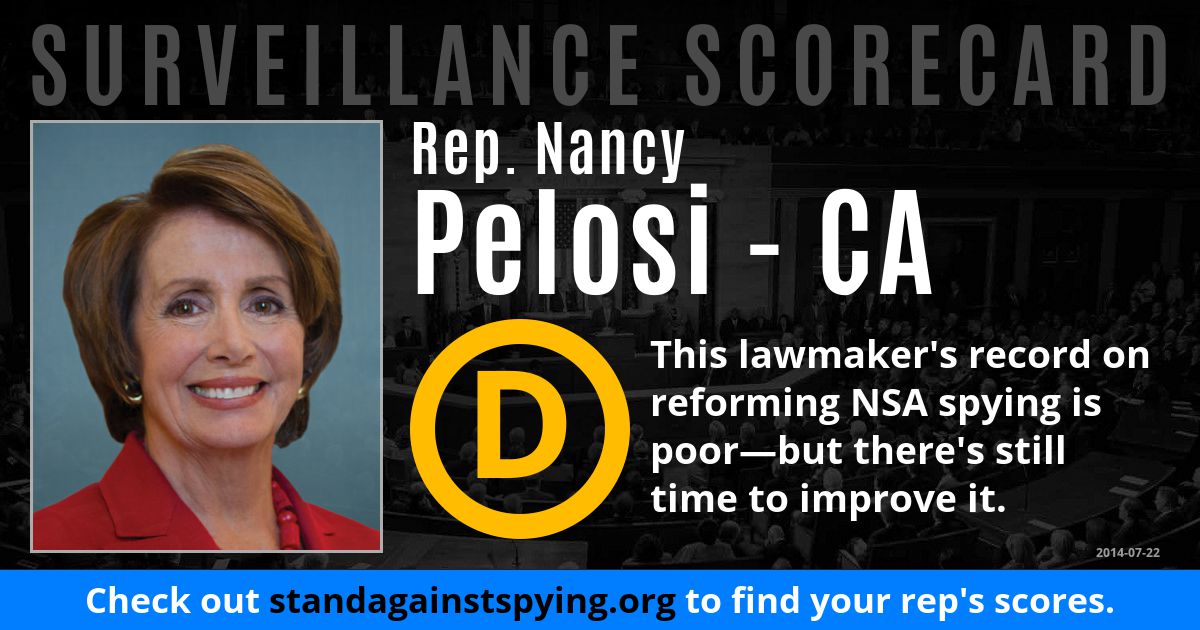 SURVEILLANCE SCORECARD
Rep. Nancy
Pelosi - CA
D
This lawmaker's record on
reforming NSA spying is
poor—but there's still
time to improve it.
2014-07-22
Check out standagainstspying.org to find your rep's scores.